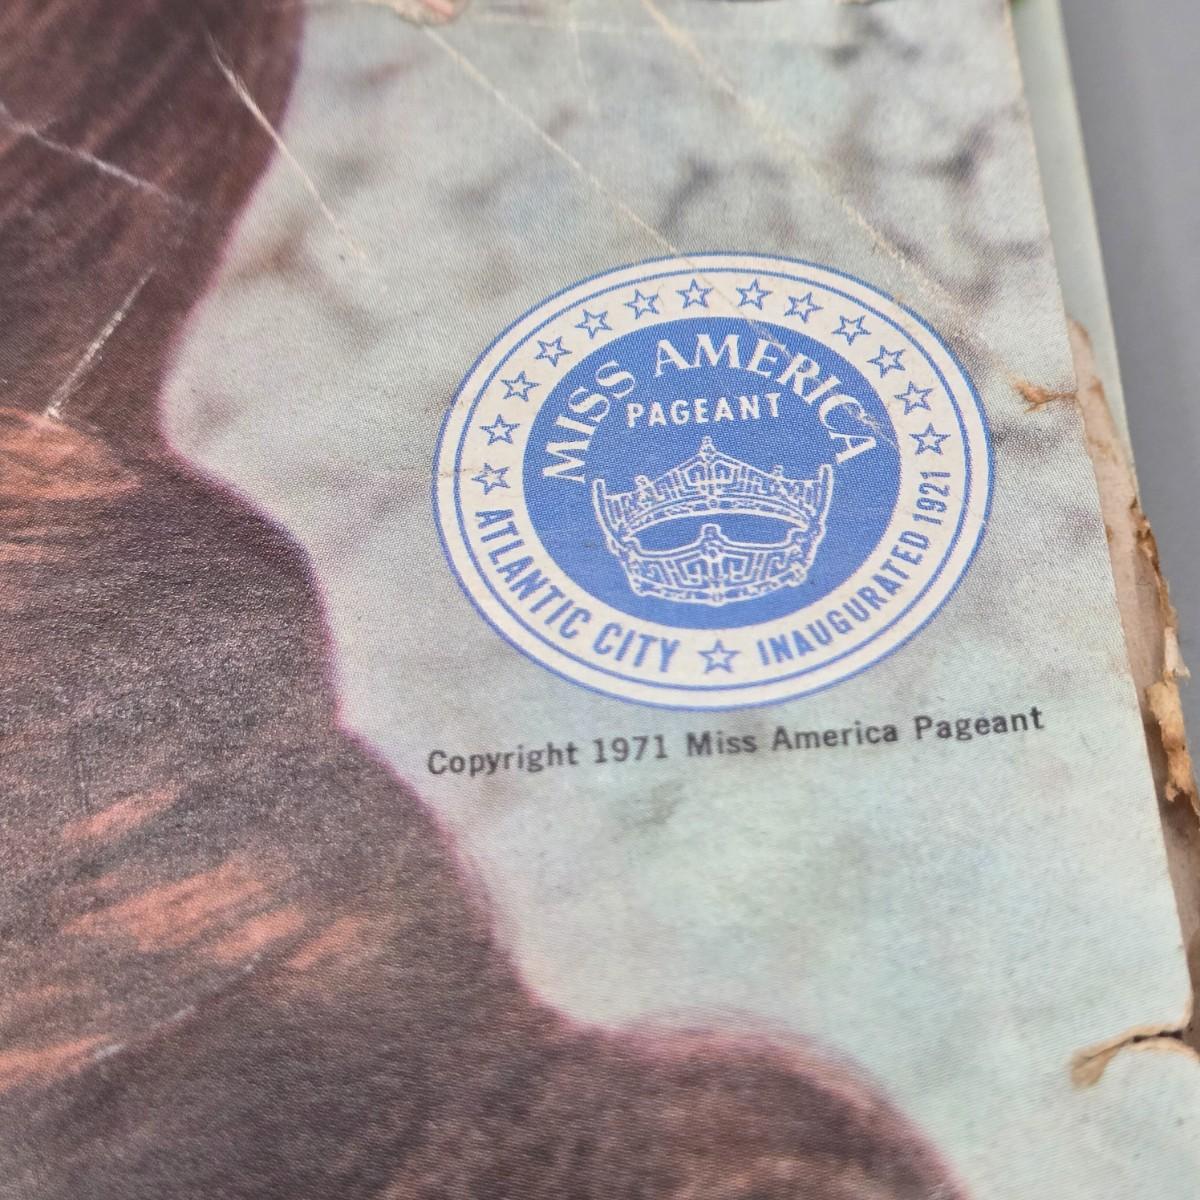 MISS AMERICA
PAGEANT
ATLANTIC CITY ☆ INAUGURATED 1921
Copyright 1971 Miss America Pageant